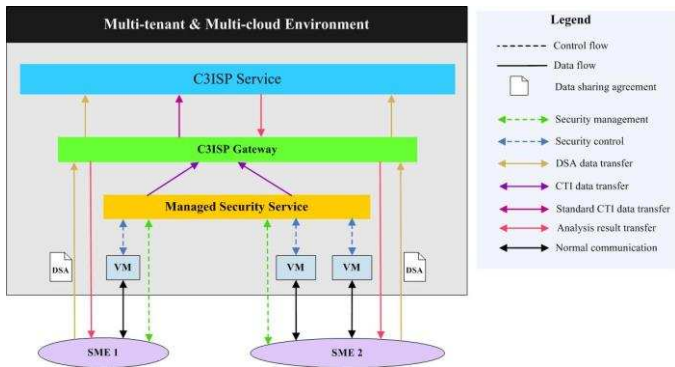 Multi-tenant & Multi-cloud Environment
C3ISP Service
C3ISP Gateway
Managed Security Service
DSA
VM
VM
VM
DSA
SME 1
SME 2
Legend
Control flow
Data flow
Data sharing agreement
Security management
Security control
DSA data transfer
CTI data transfer
Standard CTI data transfer
Analysis result transfer
Normal communication